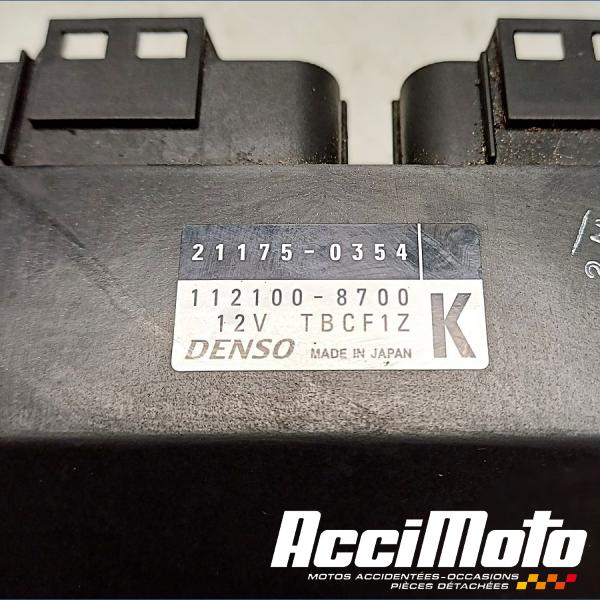 21175-0354
112100-8700
12V TBCF1Z
K
DENSO MADE IN JAPAN
AcciMoto
MOTOS ACCIDENTÉES-OCCASIONS
PIÈCES DÉTACHÉES